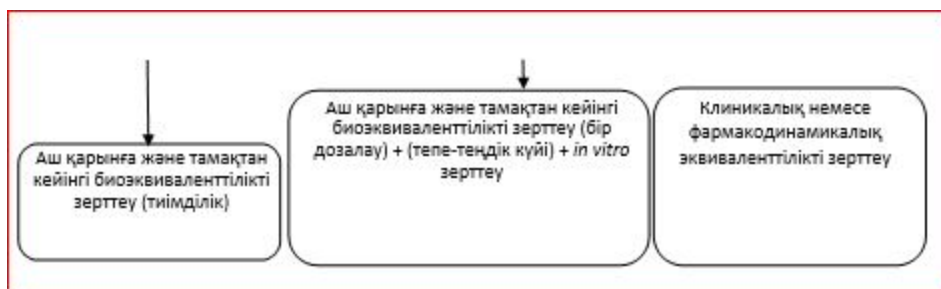 Аш қарынға және тамақтан
кейінгі биоэквиваленттілікті
зерттеу (тиімділік)
Аш қарынға және тамақтан кейінгі
биоэквиваленттілікті зерттеу (бір
дозалау) + (тепе-теңдік күйі) + in vitro
зерттеу
Клиникалық немесе
фармакодинамикалық
эквиваленттілікті зерттеу